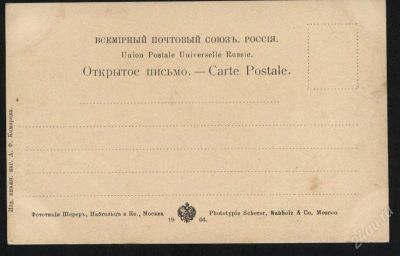 ВСЕМІРНЫЙ ПОЧТОВЫЙ СОЮЗЪ. РОССІЯ.
Union Postale Universelle Russie.
Открытое письмо. — Carte Postale.
Фототипія Шереръ, Набгольцъ и Ко., Москва
19 04.
Phototypie Scherer, Nabholz & Co, Moscou
А. Ф.